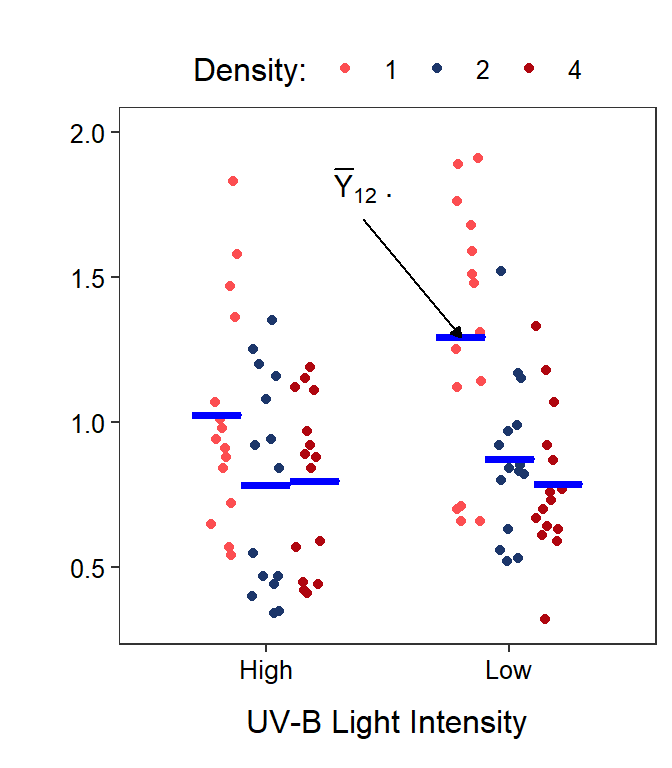 Density: 1 2 4
2.0
Y̅₁₂ .
1.5
1.0
0.5
High Low
UV-B Light Intensity